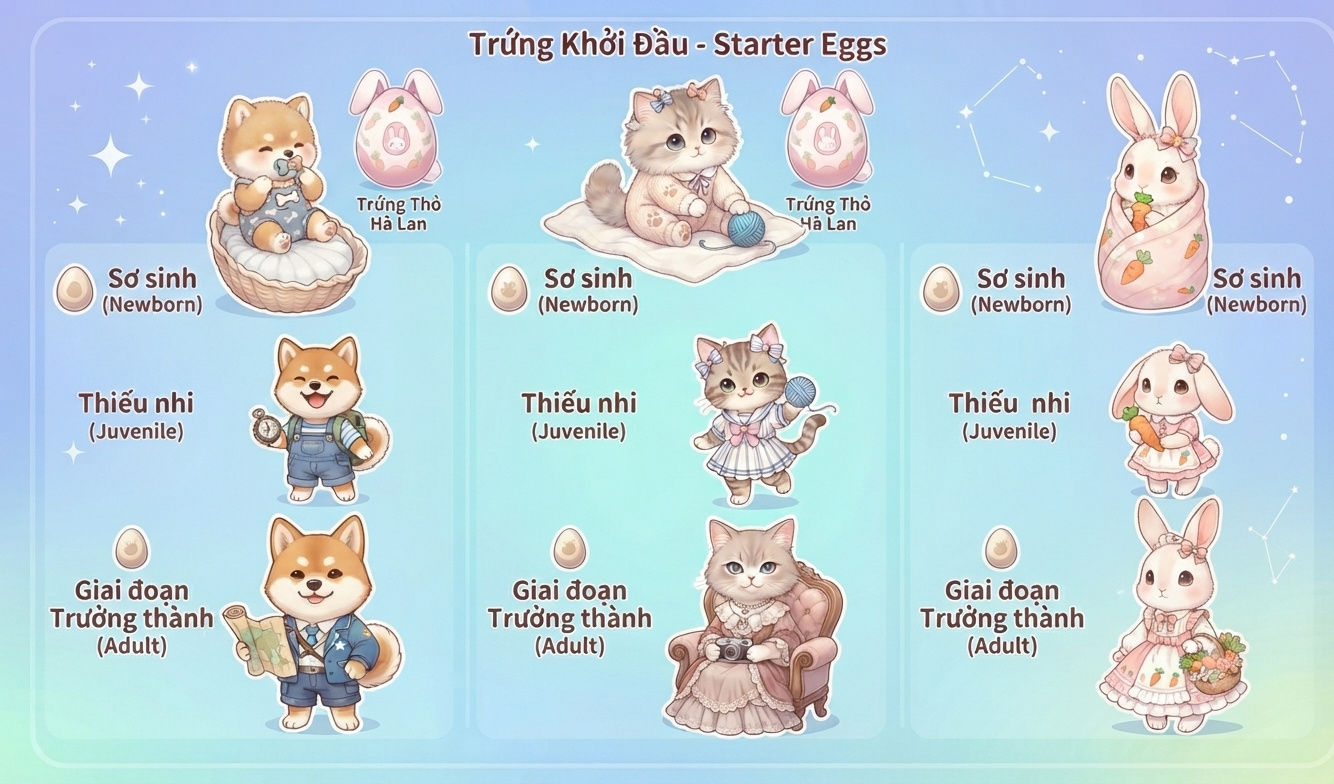 Trứng Khởi Đầu - Starter Eggs
Trứng Thỏ
Hà Lan
Sơ sinh
(Newborn)
Thiếu nhi
(Juvenile)
Giai đoạn
Trưởng thành
(Adult)
Trứng Thỏ
Hà Lan
Sơ sinh
(Newborn)
Thiếu nhi
(Juvenile)
Giai đoạn
Trưởng thành
(Adult)
Sơ sinh
(Newborn)
Sơ sinh
(Newborn)
Thiếu nhi
(Juvenile)
Giai đoạn
Trưởng thành
(Adult)